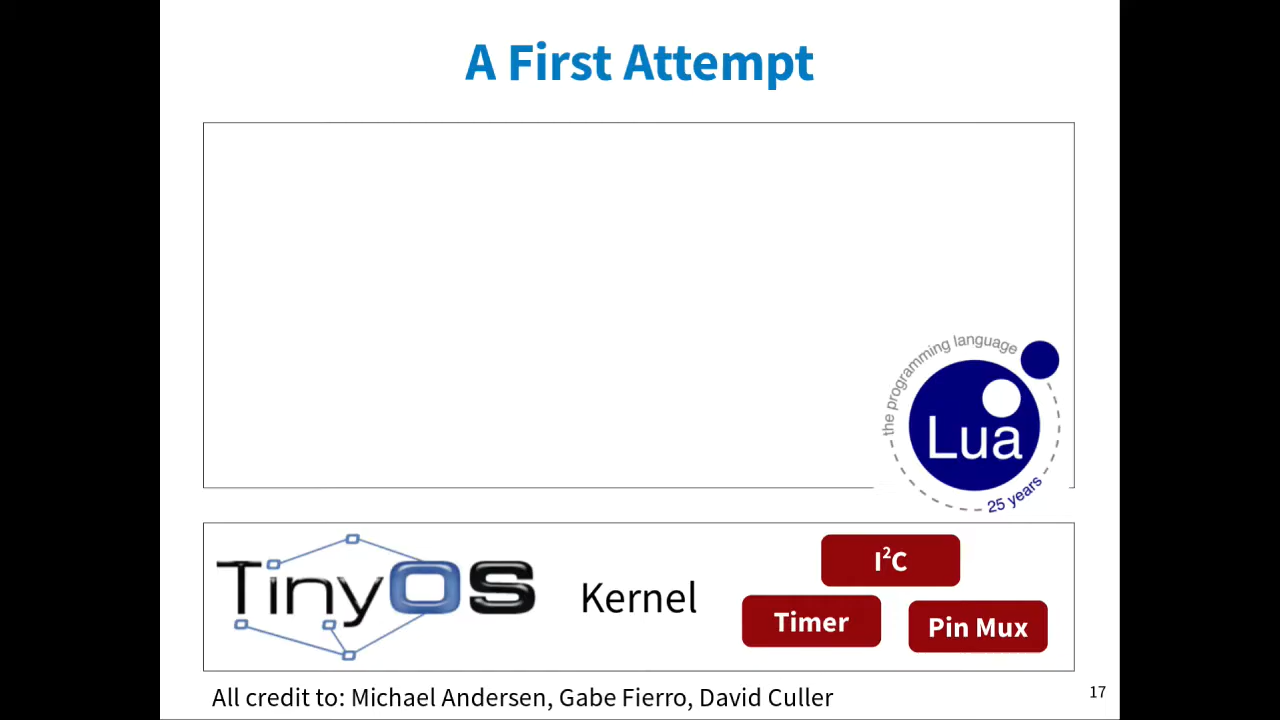 A First Attempt
the programming language
Lua
25 years
TinyOS
Kernel
I²C
Timer
Pin Mux
All credit to: Michael Andersen, Gabe Fierro, David Culler
17